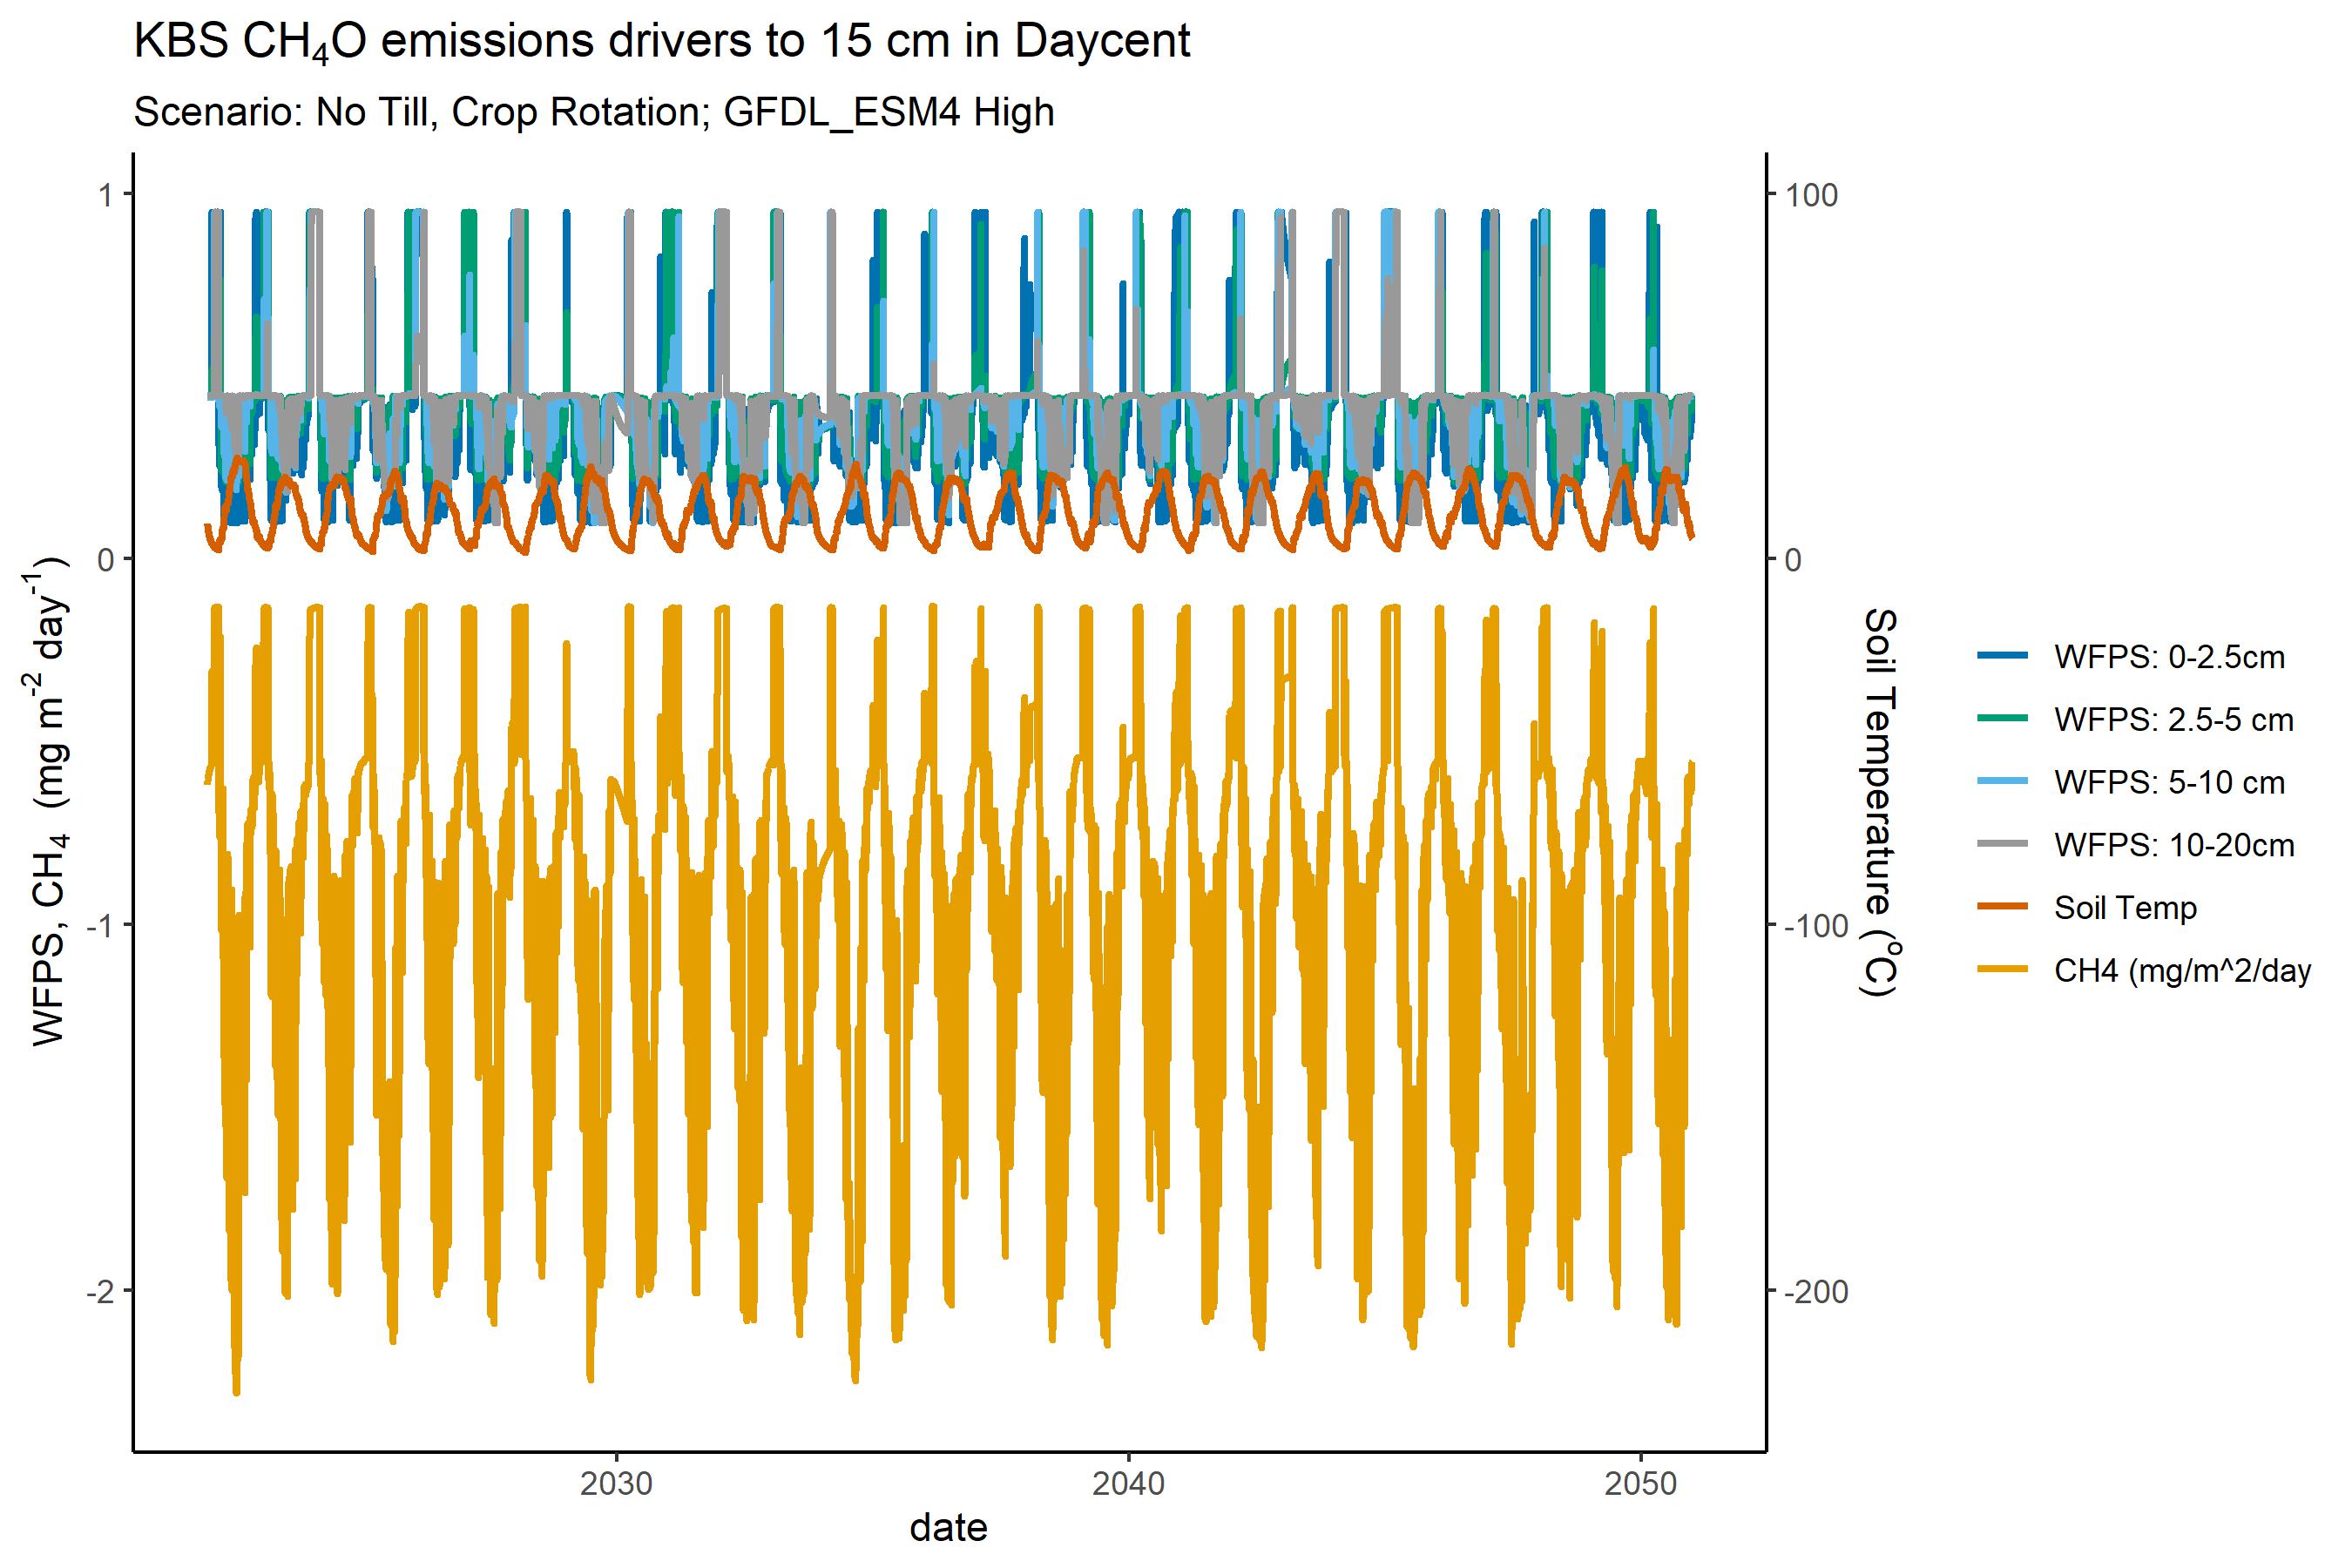 KBS CH₄O emissions drivers to 15 cm in Daycent
Scenario: No Till, Crop Rotation; GFDL_ESM4 High
WFPS, CH₄ (mg m⁻² day⁻¹)
1
0
-1
-2
100
0
-100
-200
Soil Temperature (ᵒC)
2030
2040
2050
date
WFPS: 0-2.5cm
WFPS: 2.5-5 cm
WFPS: 5-10 cm
WFPS: 10-20cm
Soil Temp
CH4 (mg/m^2/day